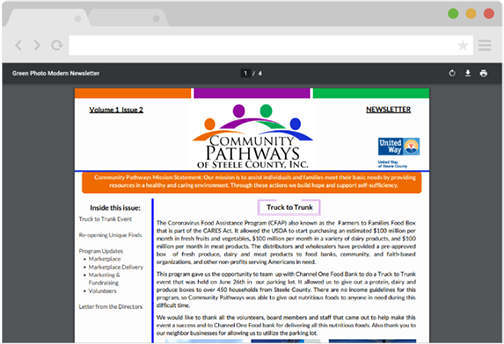 Green Photo Modern Newsletter
1 / 4
Volume 1 Issue 2
NEWSLETTER
COMMUNITY
PATHWAYS
OF STEELE COUNTY, INC.
United
Way
United Way
of Steele County
Community Pathways Mission Statement: Our mission is to assist individuals and families meet their basic needs by providing
resources in a healthy and caring environment. Through these actions we build hope and support self-sufficiency.
Inside this issue:
Truck to Trunk Event
Re-opening Unique Finds
Program Updates
• Marketplace
• Marketplace Delivery
• Marketing &
Fundraising
• Volunteers
Letter from the Directors
Truck to Trunk
The Coronavirus Food Assistance Program (CFAP) also known as the Farmers to Families Food Box
that is part of the CARES Act. It allowed the USDA to start purchasing an estimated $100 million per
month in fresh fruits and vegetables, $100 million per month in a variety of dairy products, and $100
million per month in meat products. The distributors and wholesalers have provided a pre-approved
box of fresh produce, dairy and meat products to food banks, community, and faith-based
organizations, and other non-profits serving Americans in need.
This program gave us the opportunity to team up with Channel One Food Bank to do a Truck to Trunk
event that was held on June 26th in our parking lot. It allowed us to give out a protein, dairy and
produce boxes to over 450 households from Steele County. There are no income guidelines for this
program, so Community Pathways was able to give out nutritious foods to anyone in need during this
difficult time.
We would like to thank all the volunteers, board members and staff that came out to help make this
event a success and to Channel One Food bank for delivering all this nutritious foods. Also thank you to
our neighbor businesses for allowing us to utilize the parking lot.